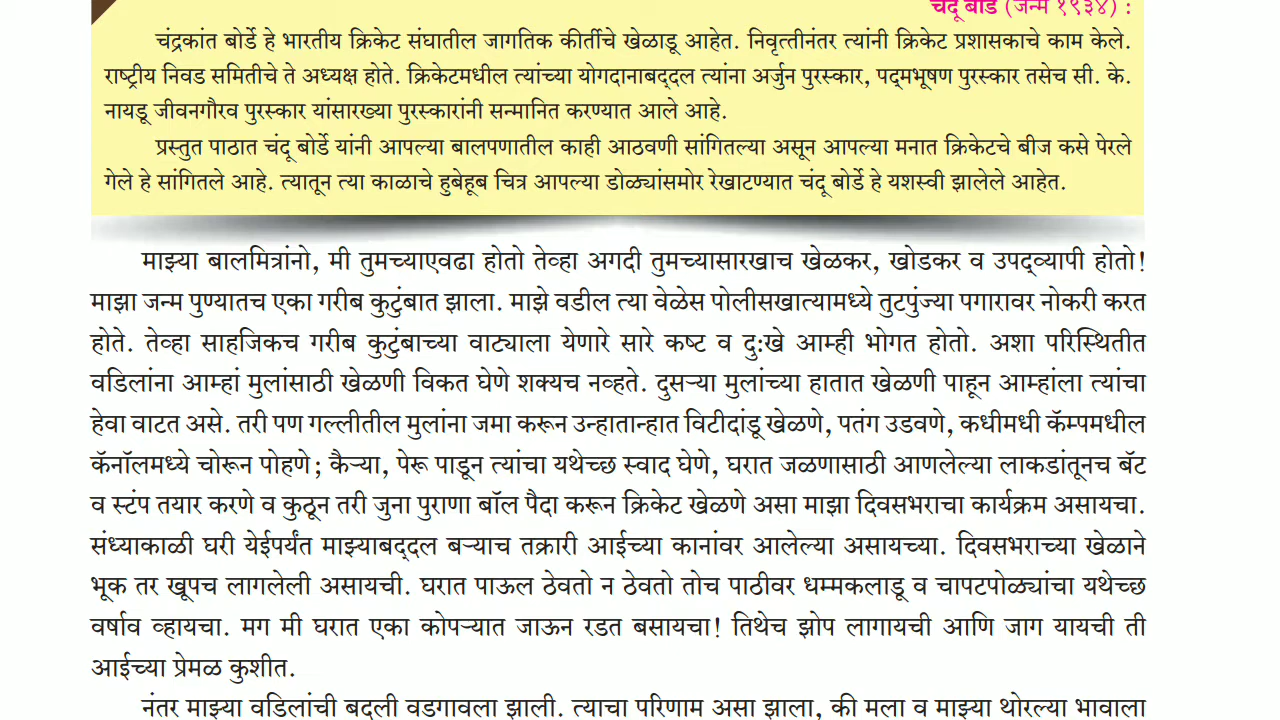 चंदू बोर्डे (जन्म १९३४) :
चंद्रकांत बोर्डे हे भारतीय क्रिकेट संघातील जागतिक कीर्तीचे खेळाडू आहेत. निवृत्तीनंतर त्यांनी क्रिकेट प्रशासकाचे काम केले.
राष्ट्रीय निवड समितीचे ते अध्यक्ष होते. क्रिकेटमधील त्यांच्या योगदानाबद्दल त्यांना अर्जुन पुरस्कार, पद्मभूषण पुरस्कार तसेच सी. के.
नायडू जीवनगौरव पुरस्कार यांसारख्या पुरस्कारांनी सन्मानित करण्यात आले आहे.
प्रस्तुत पाठात चंदू बोर्डे यांनी आपल्या बालपणातील काही आठवणी सांगितल्या असून आपल्या मनात क्रिकेटचे बीज कसे पेरले
गेले हे सांगितले आहे. त्यातून त्या काळाचे हुबेहूब चित्र आपल्या डोळ्यांसमोर रेखाटण्यात चंदू बोर्डे हे यशस्वी झालेले आहेत.
माझ्या बालमित्रांनो, मी तुमच्याएवढा होतो तेव्हा अगदी तुमच्यासारखाच खेळकर, खोडकर व उपद्व्यापी होतो!
माझा जन्म पुण्यातच एका गरीब कुटुंबात झाला. माझे वडील त्या वेळेस पोलीसखात्यामध्ये तुटपुंज्या पगारावर नोकरी करत
होते. तेव्हा साहजिकच गरीब कुटुंबाच्या वाट्याला येणारे सारे कष्ट व दुःखे आम्ही भोगत होतो. अशा परिस्थितीत
वडिलांना आम्हां मुलांसाठी खेळणी विकत घेणे शक्यच नव्हते. दुसऱ्या मुलांच्या हातात खेळणी पाहून आम्हांला त्यांचा
हेवा वाटत असे. तरी पण गल्लीतील मुलांना जमा करून उन्हातान्हात विटीदांडू खेळणे, पतंग उडवणे, कधीमधी कॅम्पमधील
कॅनॉलमध्ये चोरून पोहणे; कैऱ्या, पेरू पाडून त्यांचा यथेच्छ स्वाद घेणे, घरात जळणासाठी आणलेल्या लाकडांतूनच बॅट
व स्टंप तयार करणे व कुठून तरी जुना पुराणा बॉल पैदा करून क्रिकेट खेळणे असा माझा दिवसभराचा कार्यक्रम असायचा.
संध्याकाळी घरी येईपर्यंत माझ्याबद्दल बऱ्याच तक्रारी आईच्या कानांवर आलेल्या असायच्या. दिवसभराच्या खेळाने
भूक तर खूपच लागलेली असायची. घरात पाऊल ठेवतो न ठेवतो तोच पाठीवर धम्मकलाडू व चापटपोळ्यांचा यथेच्छ
वर्षाव व्हायचा. मग मी घरात एका कोपऱ्यात जाऊन रडत बसायचा! तिथेच झोप लागायची आणि जाग यायची ती
आईच्या प्रेमळ कुशीत.
नंतर माझ्या वडिलांची बदली वडगावला झाली. त्याचा परिणाम असा झाला, की मला व माझ्या थोरल्या भावाला